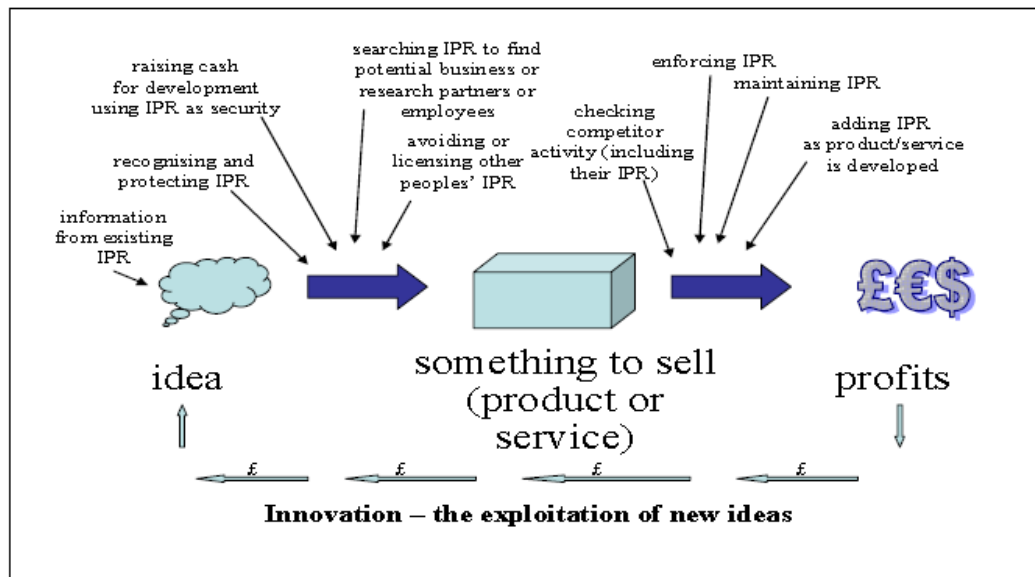 raising cash
for development
using IPR as security
searching IPR to find
potential business or
research partners or
employees
enforcing IPR
maintaining IPR
checking
competitor
activity (including
their IPR)
adding IPR
as product/service
is developed
avoiding or
licensing other
peoples' IPR
recognising and
protecting IPR
information
from existing
IPR
£€$
idea
something to sell
(product or
service)
profits
£
£
£
£
Innovation – the exploitation of new ideas